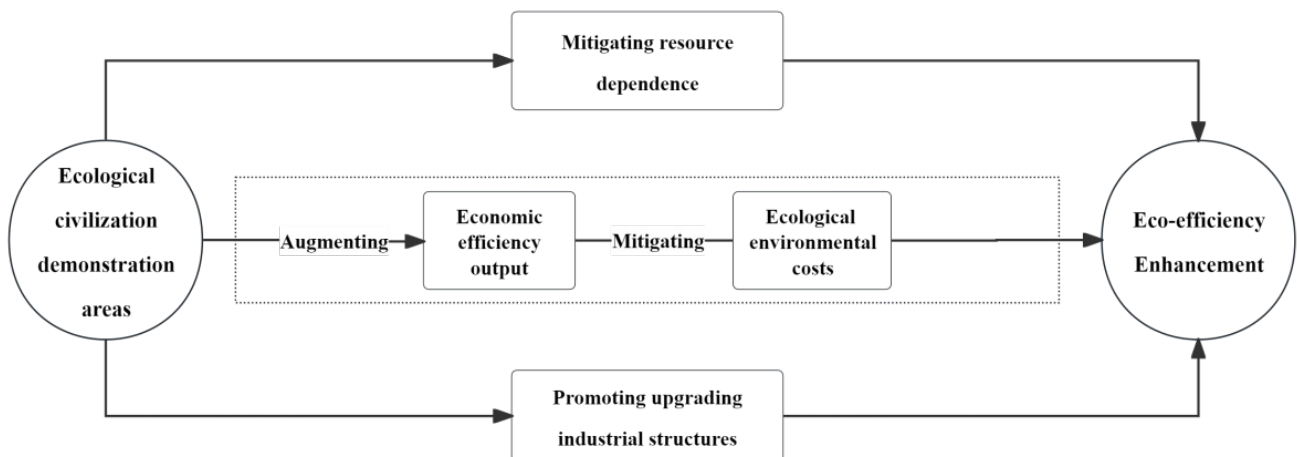 Mitigating resource
dependence
Ecological
civilization
demonstration
areas
Augmenting
Economic
efficiency
output
Mitigating
Ecological
environmental
costs
Eco-efficiency
Enhancement
Promoting upgrading
industrial structures